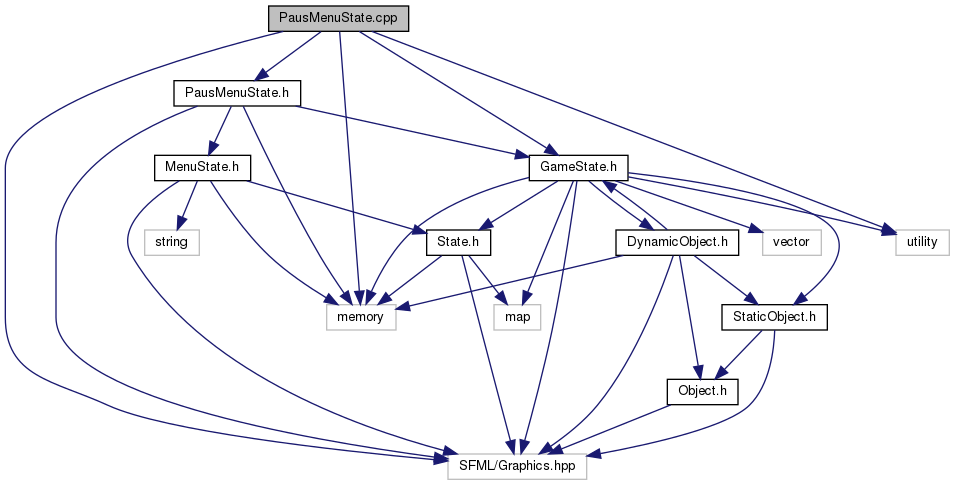 PausMenuState.cpp
PausMenuState.h
MenuState.h
GameState.h
string
State.h
DynamicObject.h
vector
utility
memory
map
StaticObject.h
Object.h
SFML/Graphics.hpp